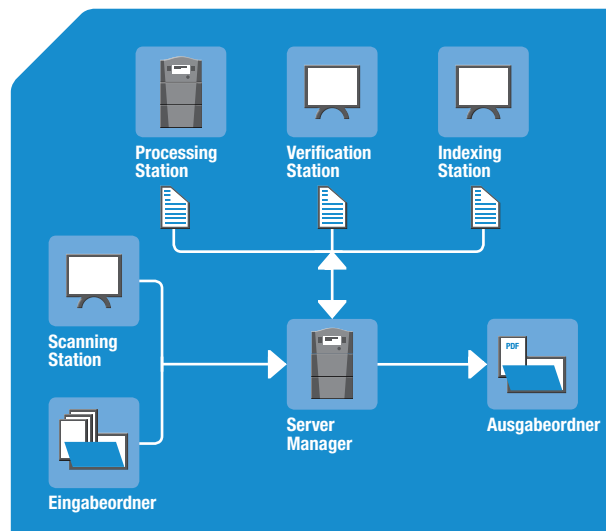 Processing
Station
Verification
Station
Indexing
Station
Scanning
Station
Server
Manager
PDF
Ausgabeordner
Eingabeordner